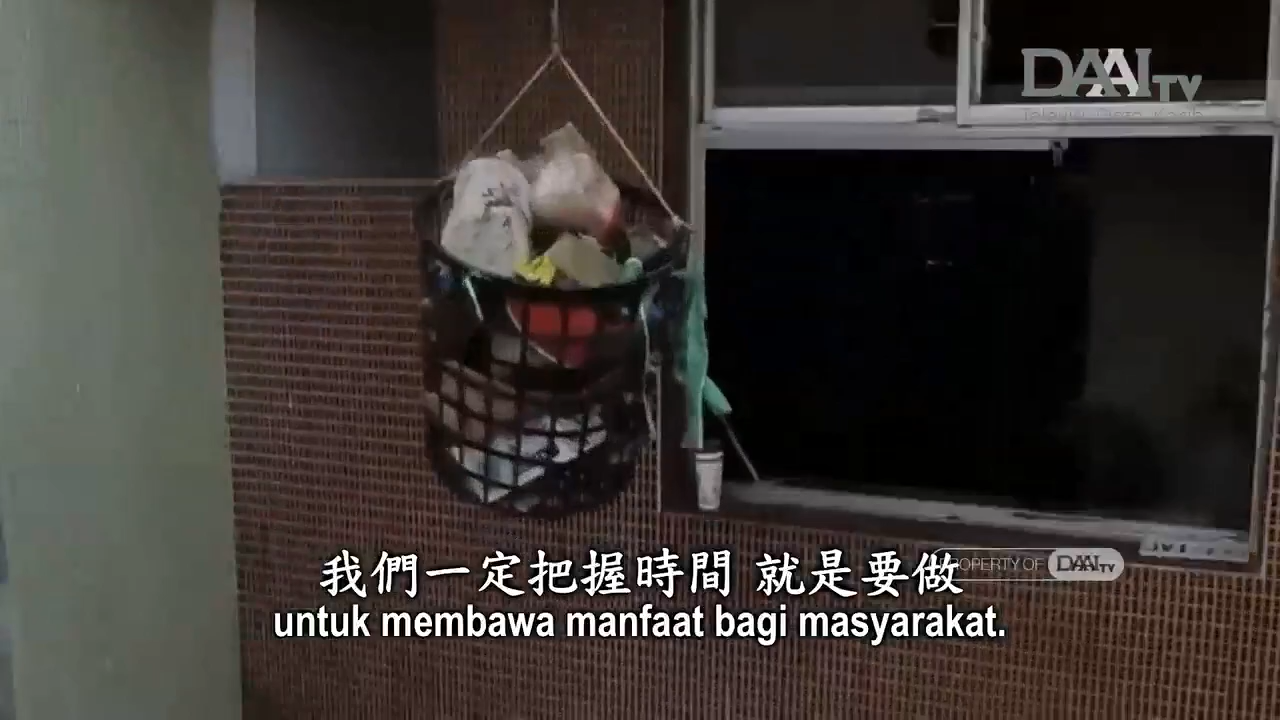 DAAI TV
我們一定把握時間 就是要做
PROPERTY OF DAAI TV
untuk membawa manfaat bagi masyarakat.